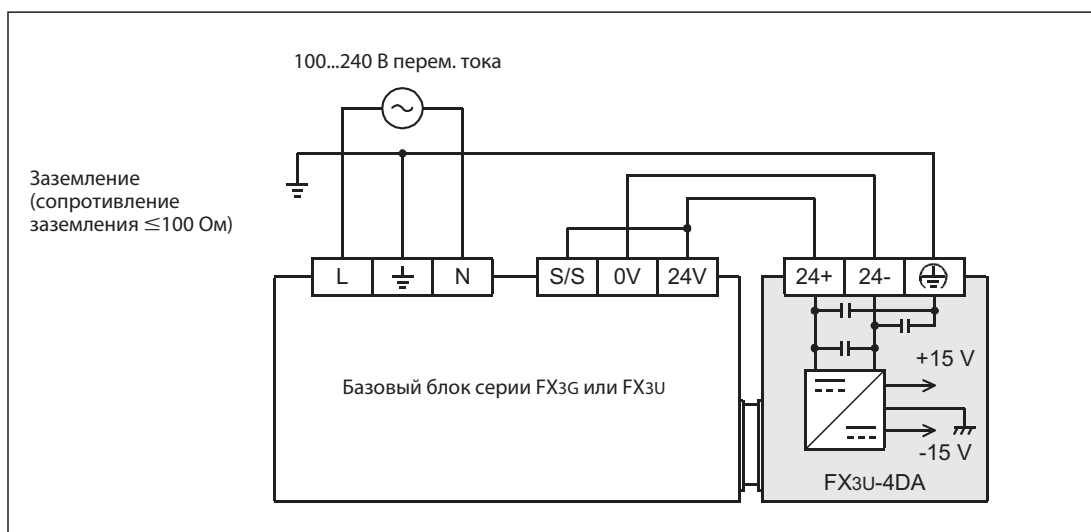 100...240 В перем. тока
Заземление
(сопротивление
заземления ≦100 Ом)
L
N
S/S
0V
24V
24+
24-
+15 V
Базовый блок серии FX3G или FX3U
-15 V
FX3U-4DA